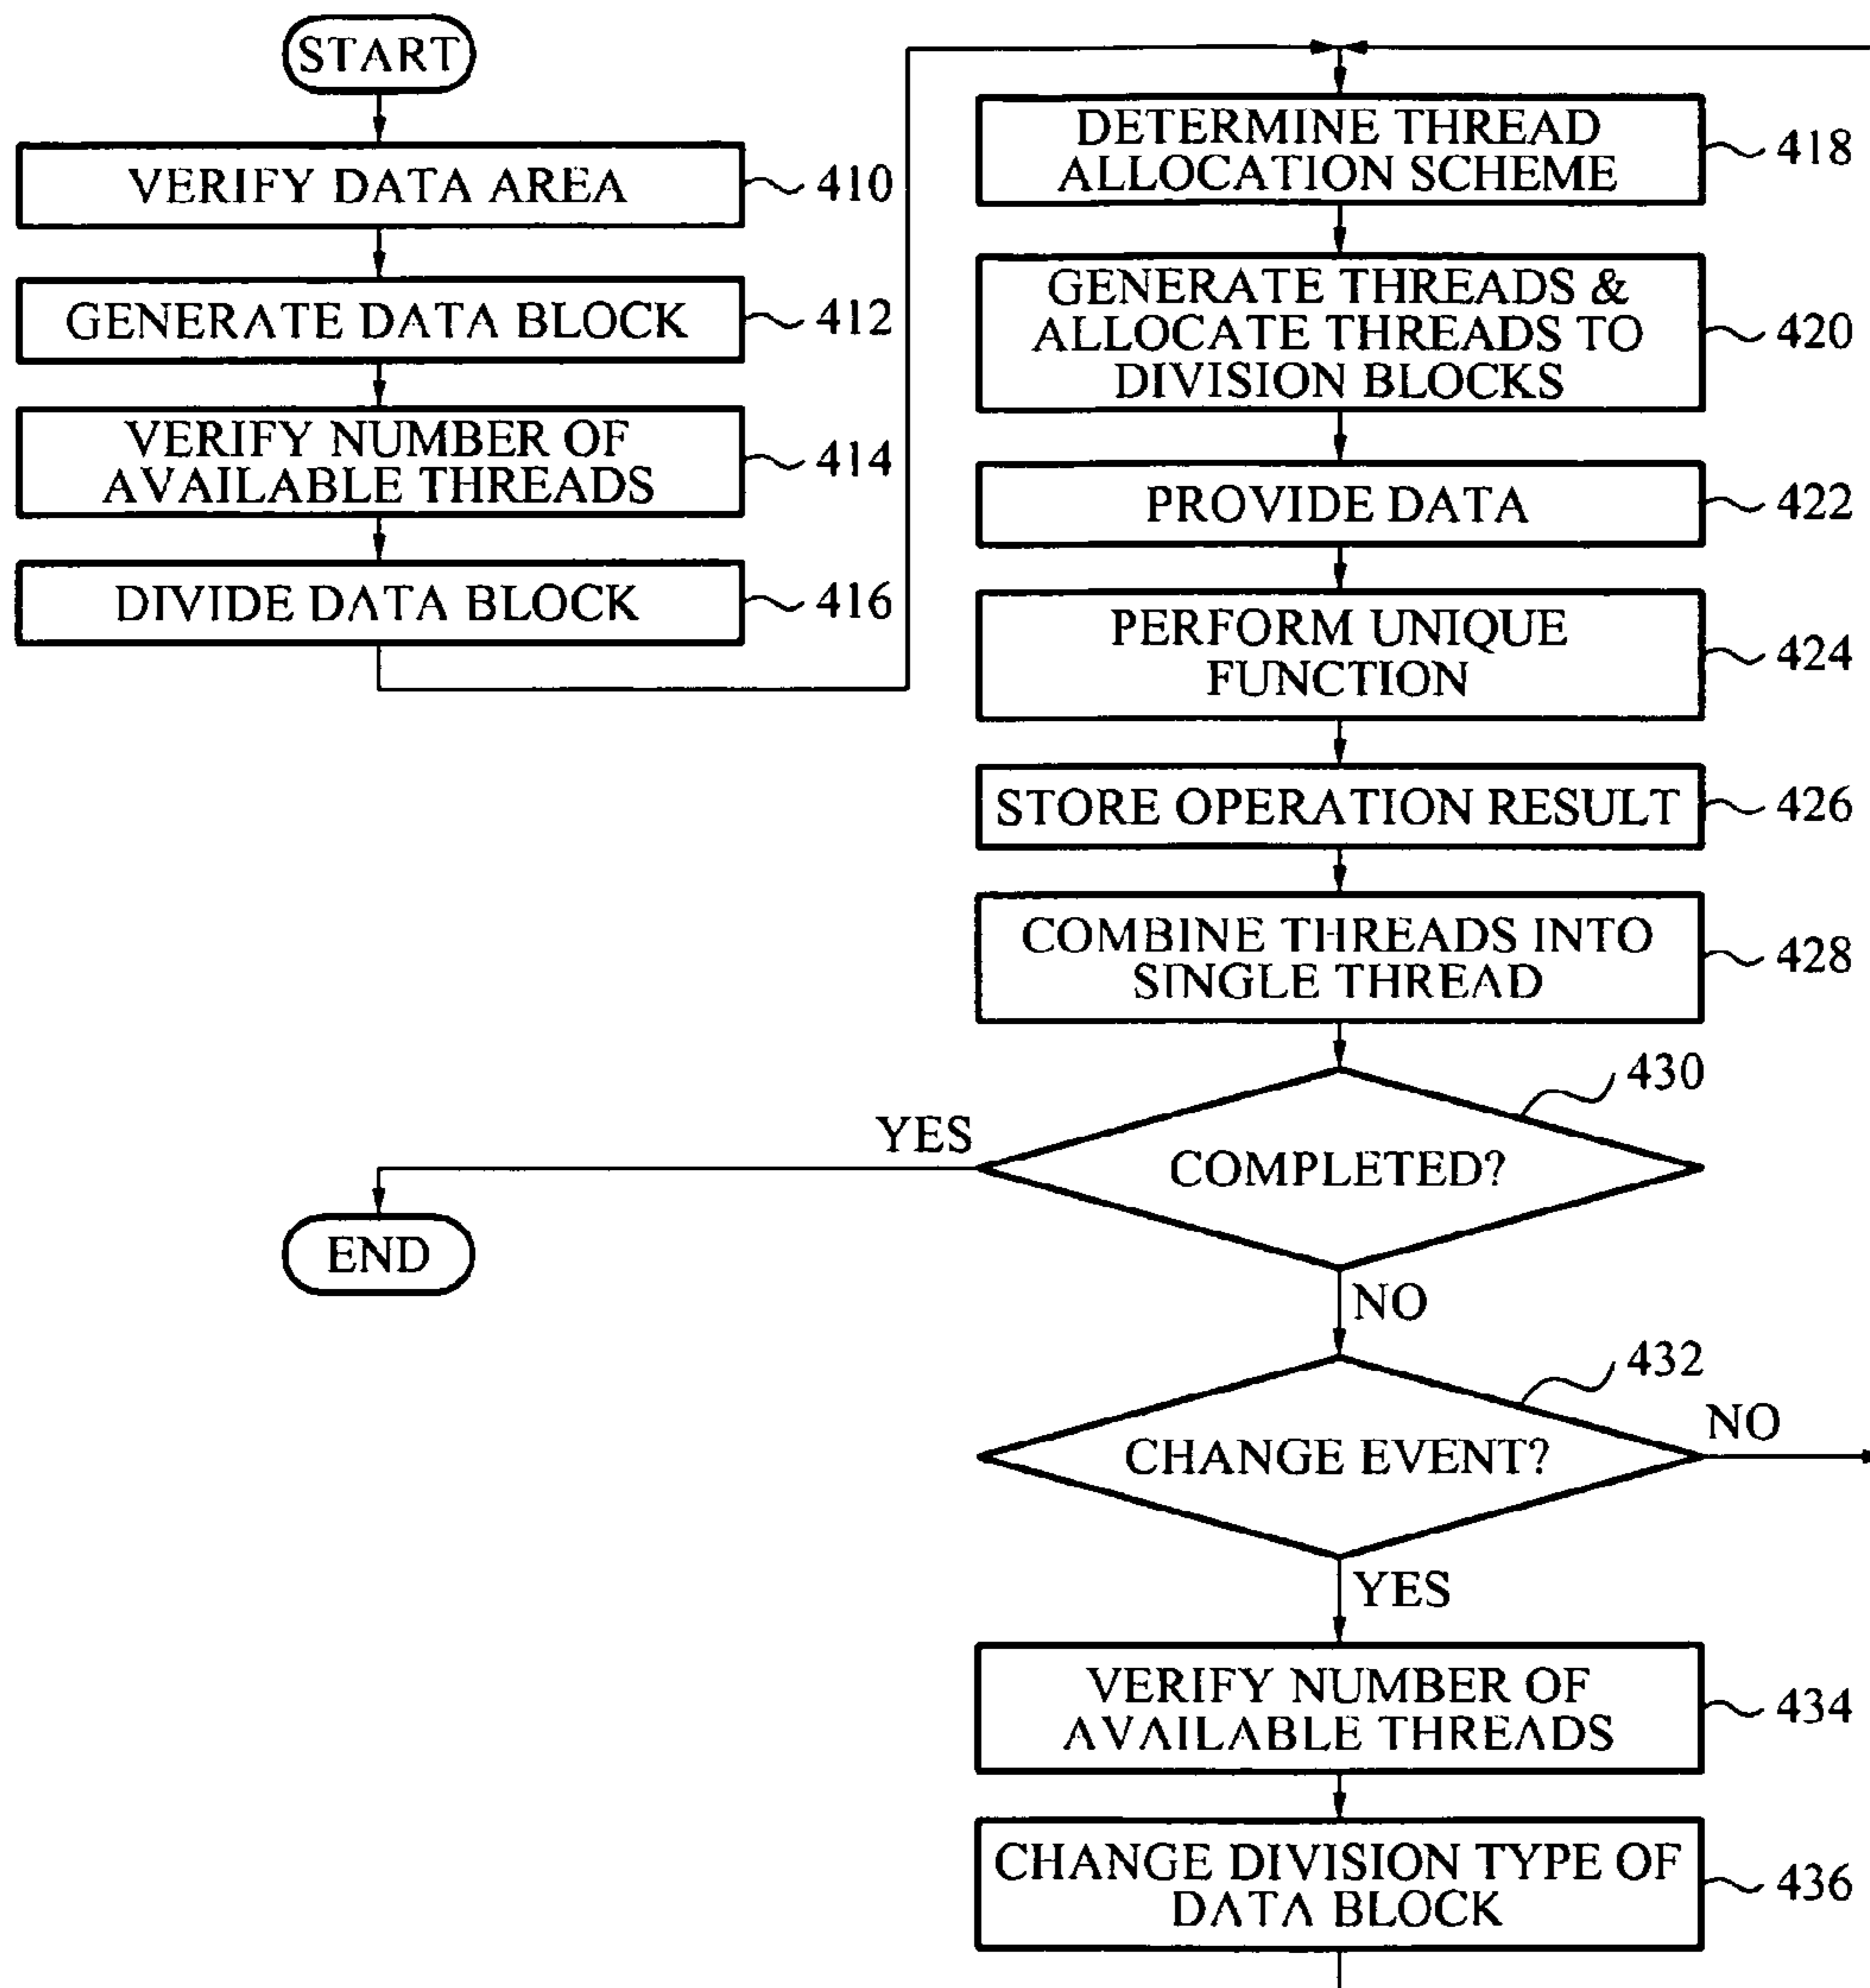 START
VERIFY DATA AREA
410
GENERATE DATA BLOCK
412
VERIFY NUMBER OF
AVAILABLE THREADS
414
DIVIDE DATA BLOCK
416
DETERMINE THREAD
ALLOCATION SCHEME
418
GENERATE THREADS &
ALLOCATE THREADS TO
DIVISION BLOCKS
420
PROVIDE DATA
422
PERFORM UNIQUE
FUNCTION
424
STORE OPERATION RESULT
426
COMBINE THREADS INTO
SINGLE THREAD
428
430
COMPLETED?
YES
END
NO
432
CHANGE EVENT?
NO
YES
VERIFY NUMBER OF
AVAILABLE THREADS
434
CHANGE DIVISION TYPE OF
DATA BLOCK
436